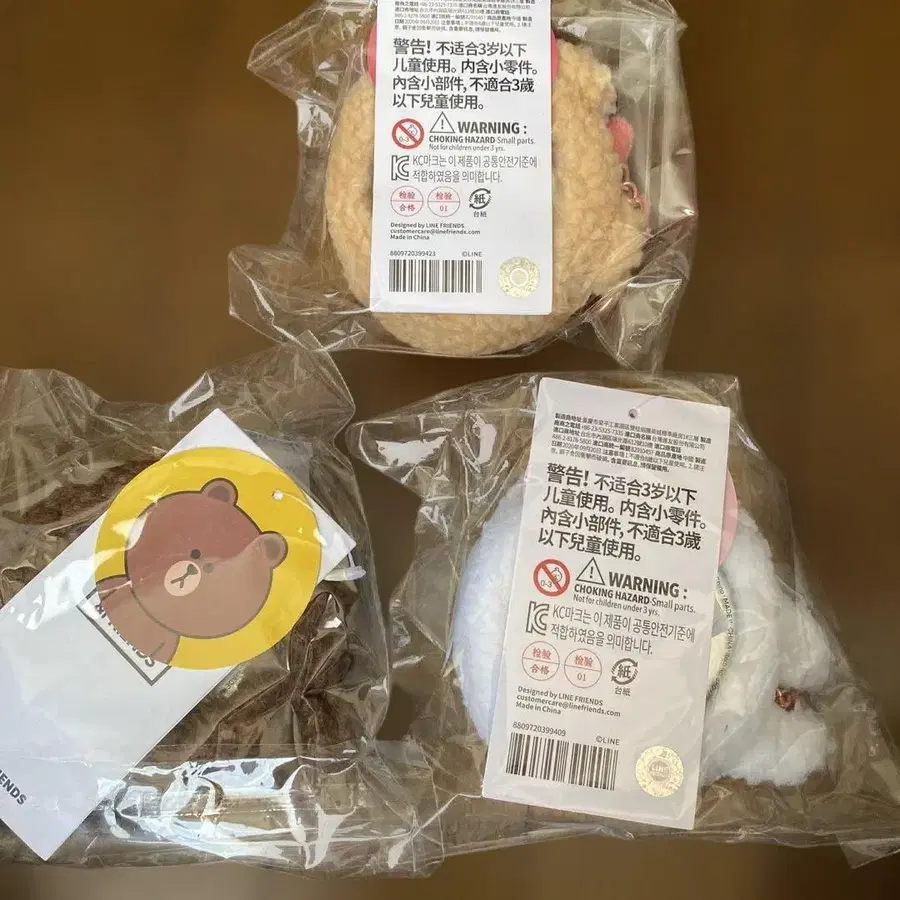 警告! 不适合3岁以下
儿童使用。内含小零件。
內含小部件, 不適合3歲
以下兒童使用。
0-3
WARNING :
CHOKING HAZARD-Small parts.
Not for children under 3 yrs.
KC마크는 이 제품이 공통안전기준에
적합하였음을 의미합니다.
检验
合格
检验
01
紙
台紙
Designed by LINE FRIENDS
customercare@linefriends.com
Made in China
8809720399423
©LINE
FRIENDS
ENDS
警告! 不适合3岁以下
儿童使用。内含小零件。
內含小部件, 不適合3歲
以下兒童使用。
0-3
WARNING :
CHOKING HAZARD-Small parts.
Not for children under 3 yrs.
KC마크는 이 제품이 공통안전기준에
적합하였음을 의미합니다.
检验
合格
检验
01
紙
台紙
Designed by LINE FRIENDS
customercare@linefriends.com
Made in China
8809720399409
©LINE
LINE